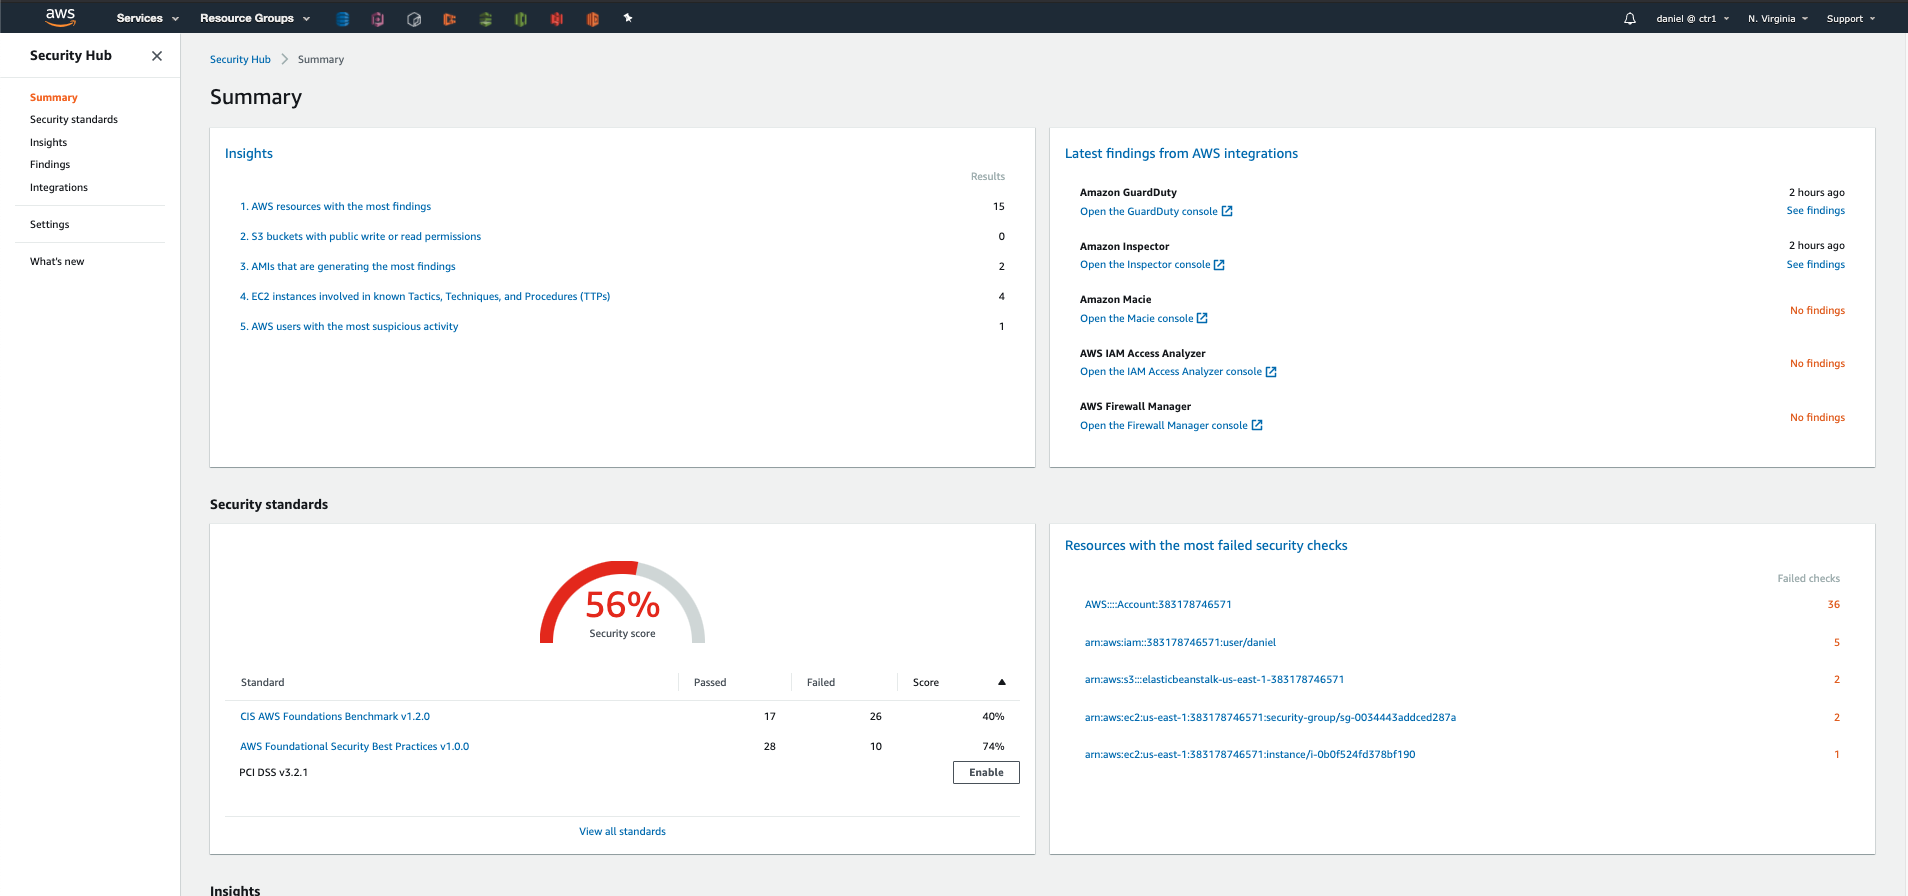 aws
Services
Resource Groups
daniel @ ctr1
N. Virginia
Support
Security Hub
Summary
Security standards
Insights
Findings
Integrations
Settings
What's new
Security Hub
Summary
Summary
Insights
Results
1. AWS resources with the most findings 15
2. S3 buckets with public write or read permissions 0
3. AMIs that are generating the most findings 2
4. EC2 instances involved in known Tactics, Techniques, and Procedures (TTPs) 4
5. AWS users with the most suspicious activity 1
Latest findings from AWS integrations
Amazon GuardDuty 2 hours ago
Open the GuardDuty console See findings
Amazon Inspector 2 hours ago
Open the Inspector console See findings
Amazon Macie
Open the Macie console No findings
AWS IAM Access Analyzer
Open the IAM Access Analyzer console No findings
AWS Firewall Manager
Open the Firewall Manager console No findings
Security standards
56%
Security score
Standard Passed Failed Score
CIS AWS Foundations Benchmark v1.2.0 17 26 40%
AWS Foundational Security Best Practices v1.0.0 28 10 74%
PCI DSS v3.2.1 Enable
View all standards
Resources with the most failed security checks
Failed checks
AWS::::Account:383178746571 36
arn:aws:iam::383178746571:user/daniel 5
arn:aws:s3:::elasticbeanstalk-us-east-1-383178746571 2
arn:aws:ec2:us-east-1:383178746571:security-group/sg-0034443addced287a 2
arn:aws:ec2:us-east-1:383178746571:instance/i-0b0f524fd378bf190 1
Insights